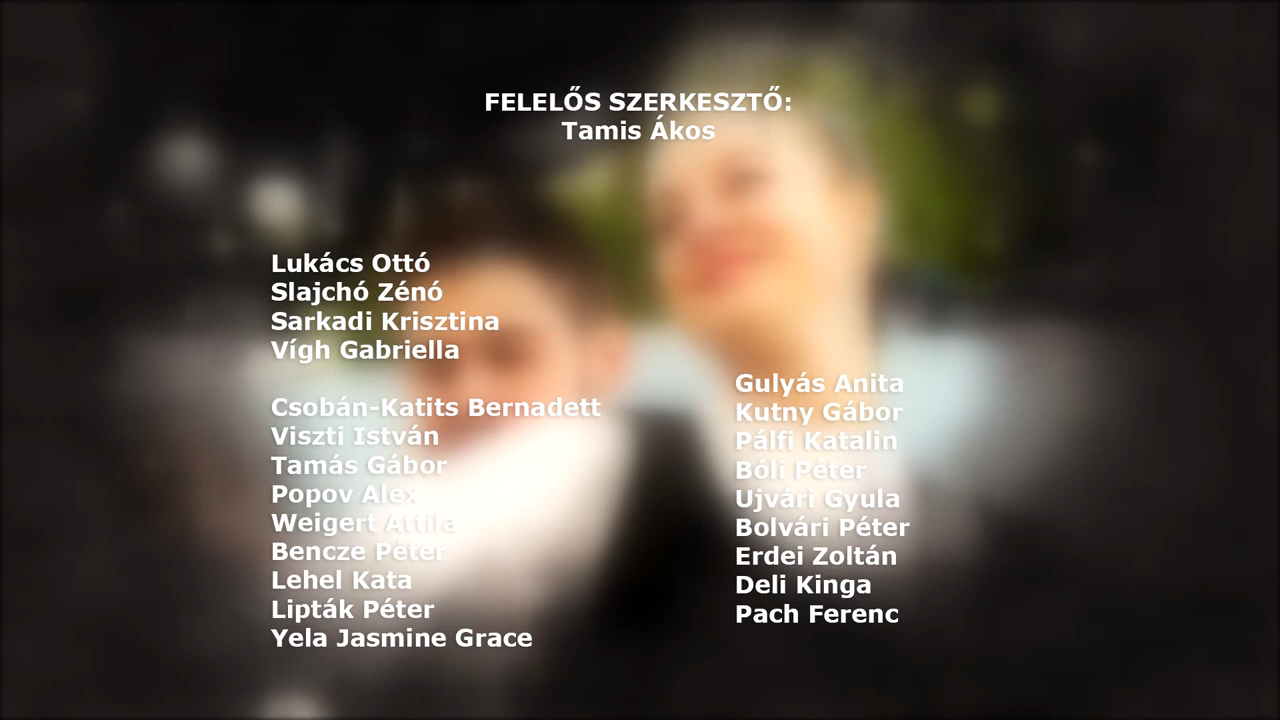 FELELŐS SZERKESZTŐ:
Tamis Ákos
Lukács Ottó
Slajchó Zénó
Sarkadi Krisztina
Vígh Gabriella
Csobán-Katits Bernadett
Viszti István
Tamás Gábor
Popov Alex
Weigert Attila
Bencze Péter
Lehel Kata
Lipták Péter
Yela Jasmine Grace
Gulyás Anita
Kutny Gábor
Pálfi Katalin
Bóli Péter
Ujvári Gyula
Bolvári Péter
Erdei Zoltán
Deli Kinga
Pach Ferenc